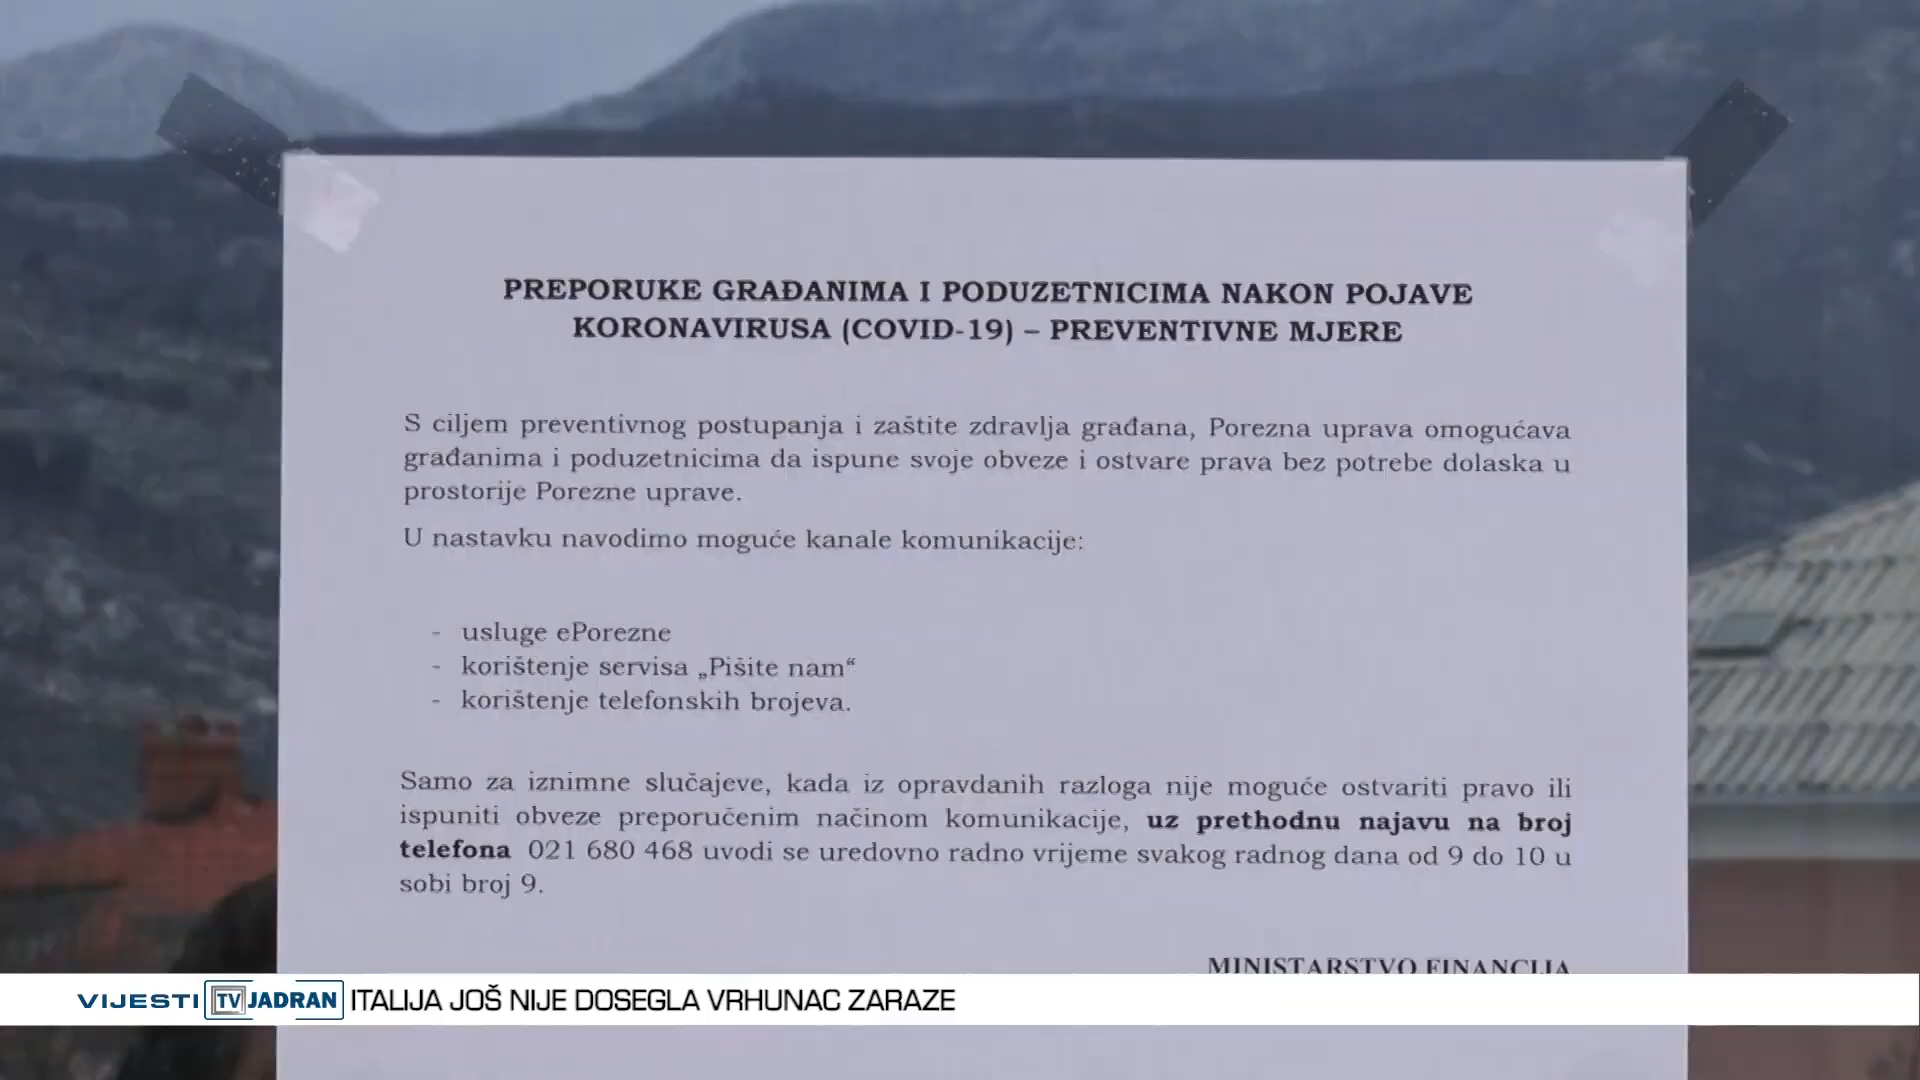 PREPORUKE GRAĐANIMA I PODUZETNICIMA NAKON POJAVE
KORONAVIRUSA (COVID-19) – PREVENTIVNE MJERE
S ciljem preventivnog postupanja i zaštite zdravlja građana, Porezna uprava omogućava
građanima i poduzetnicima da ispune svoje obveze i ostvare prava bez potrebe dolaska u
prostorije Porezne uprave.
U nastavku navodimo moguće kanale komunikacije:
- usluge ePorezne
- korištenje servisa „Pišite nam“
- korištenje telefonskih brojeva.
Samo za iznimne slučajeve, kada iz opravdanih razloga nije moguće ostvariti pravo ili
ispuniti obveze preporučenim načinom komunikacije, uz prethodnu najavu na broj
telefona 021 680 468 uvodi se uredovno radno vrijeme svakog radnog dana od 9 do 10 u
sobi broj 9.
MINISTARSTVO FINANCIJA
VIJESTI TV JADRAN ITALIJA JOŠ NIJE DOSEGLA VRHUNAC ZARAZE